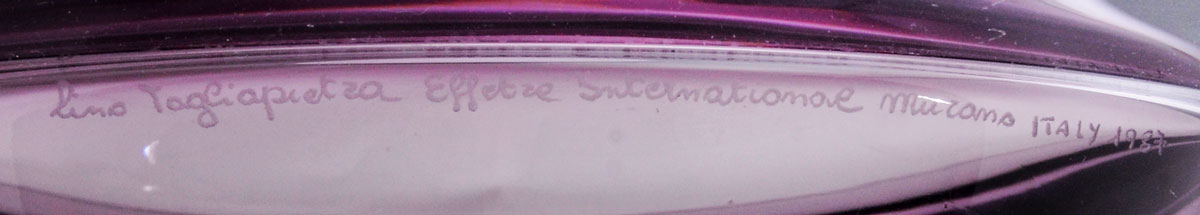 Lino Tagliapietra Effetre International Murano ITALY 1987